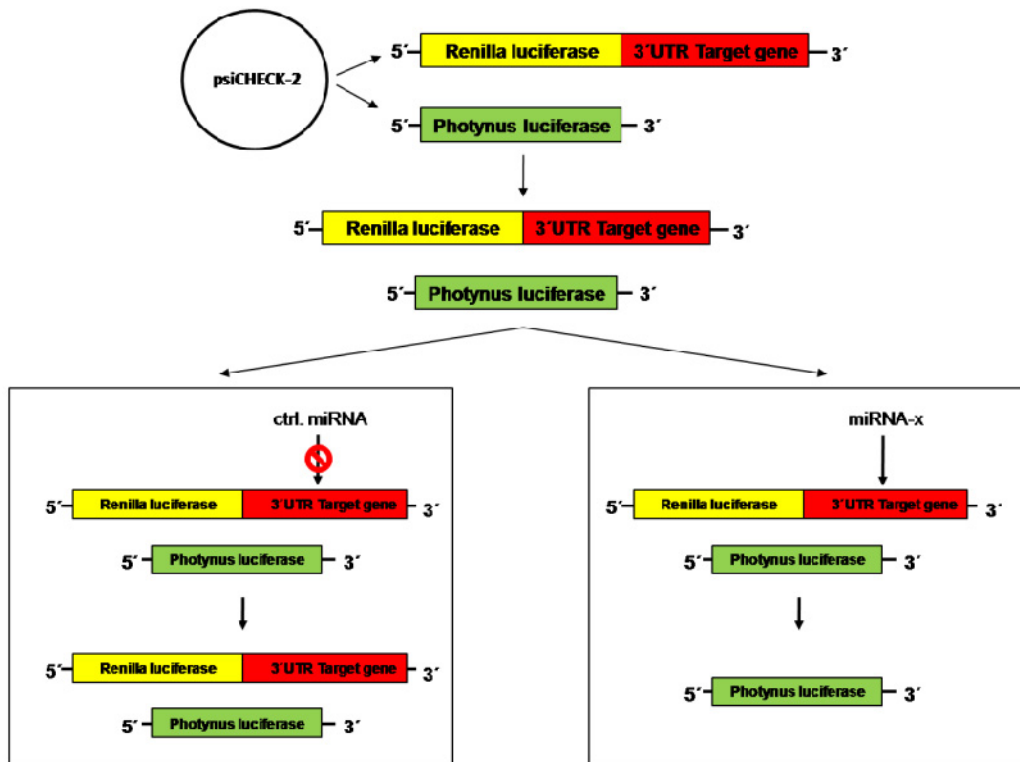 psiCHECK-2
5´ Renilla luciferase 3´UTR Target gene 3´
5´ Photynus luciferase 3´
5´ Renilla luciferase 3´UTR Target gene 3´
5´ Photynus luciferase 3´
ctrl. miRNA
5´ Renilla luciferase 3´UTR Target gene 3´
5´ Photynus luciferase 3´
5´ Renilla luciferase 3´UTR Target gene 3´
5´ Photynus luciferase 3´
miRNA-x
5´ Renilla luciferase 3´UTR Target gene 3´
5´ Photynus luciferase 3´
5´ Photynus luciferase 3´